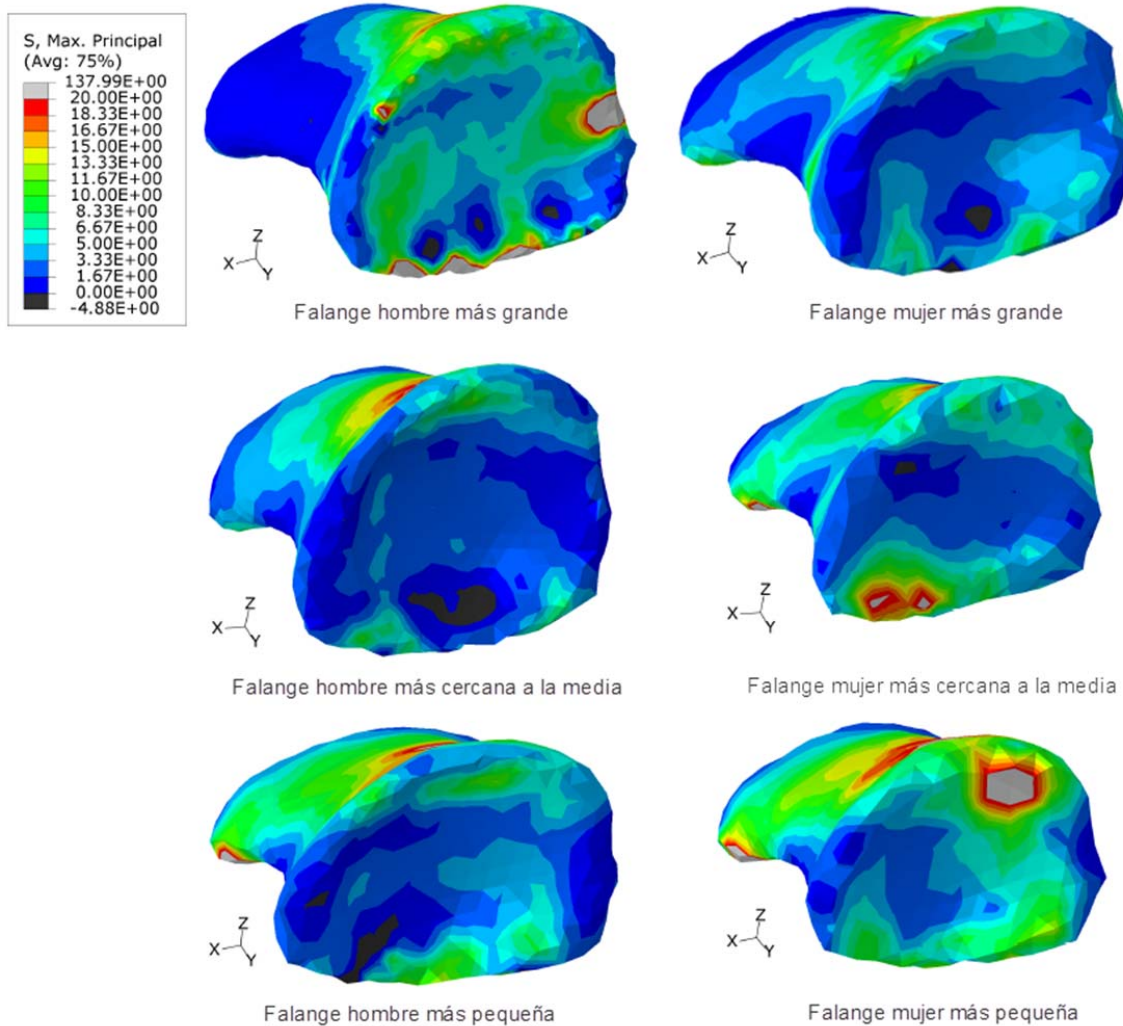 S, Max. Principal
(Avg: 75%)
137.99E+00
20.00E+00
18.33E+00
16.67E+00
15.00E+00
13.33E+00
11.67E+00
10.00E+00
8.33E+00
6.67E+00
5.00E+00
3.33E+00
1.67E+00
0.00E+00
-4.88E+00
Z
X
Y
Falange hombre más grande
Z
X
Y
Falange mujer más grande
Z
X
Y
Falange hombre más cercana a la media
Z
X
Y
Falange mujer más cercana a la media
Z
X
Y
Falange hombre más pequeña
Z
X
Y
Falange mujer más pequeña